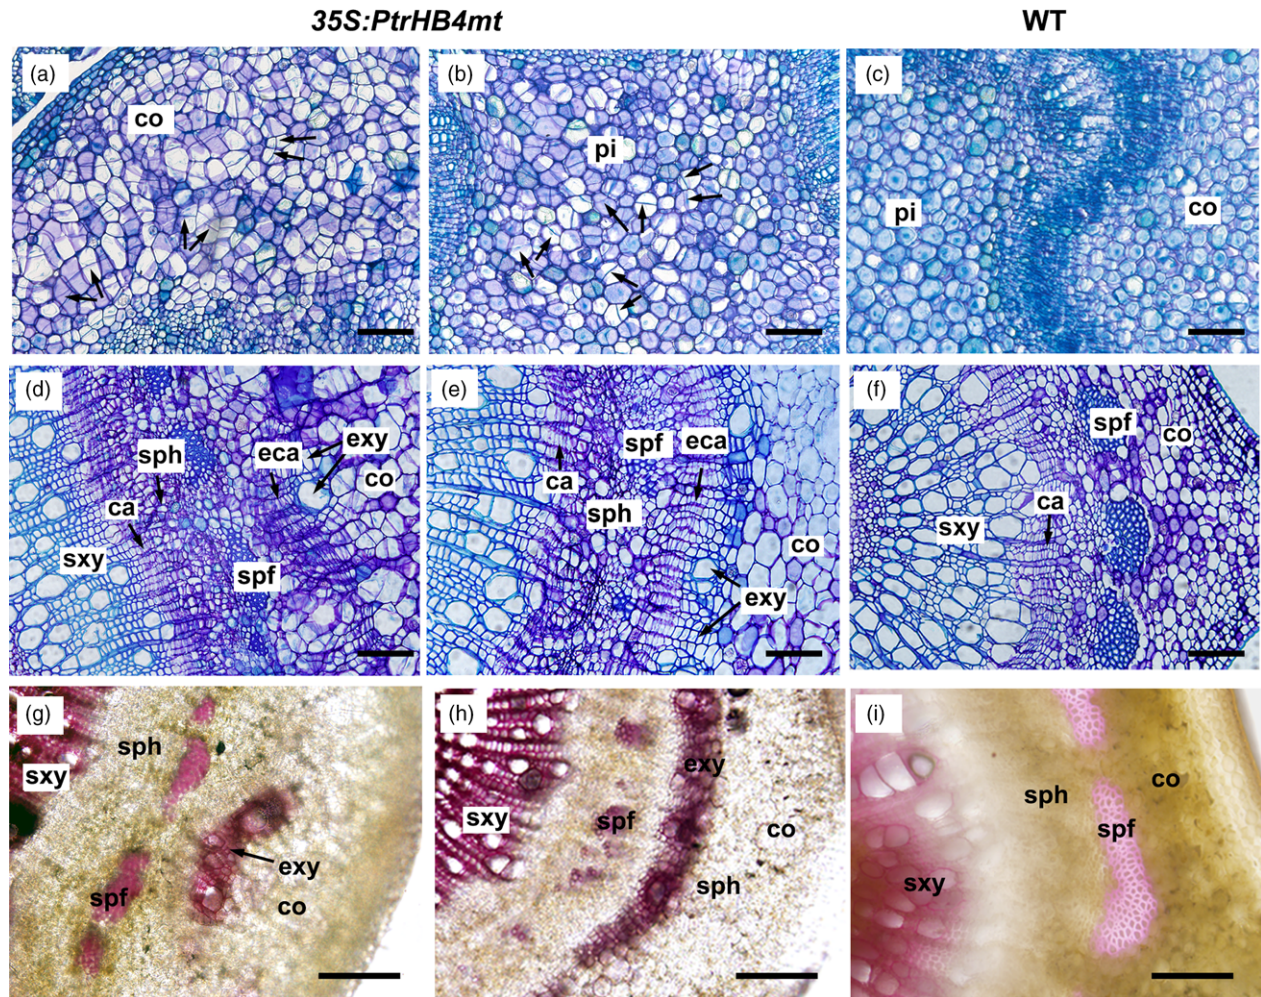 35S:PtrHB4mt WT
(a) co
(b) pi
(c) pi co
(d) sph eca exy co ca sxy spf
(e) spf eca ca sph co exy
(f) spf co ca sxy
(g) sph sxy exy spf co
(h) exy sxy spf co sph
(i) co sph spf sxy